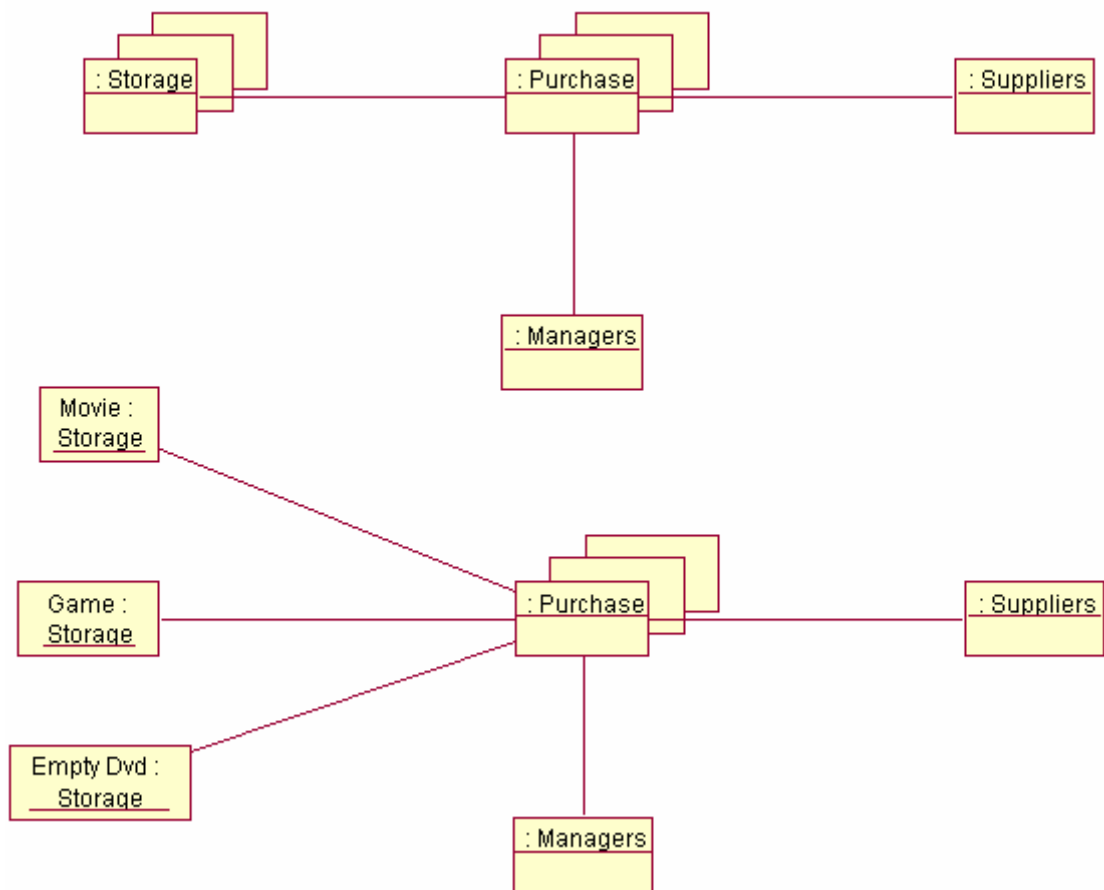 : Storage
: Purchase
: Suppliers
: Managers
Movie :
Storage
Game :
Storage
: Purchase
: Suppliers
Empty Dvd :
Storage
: Managers